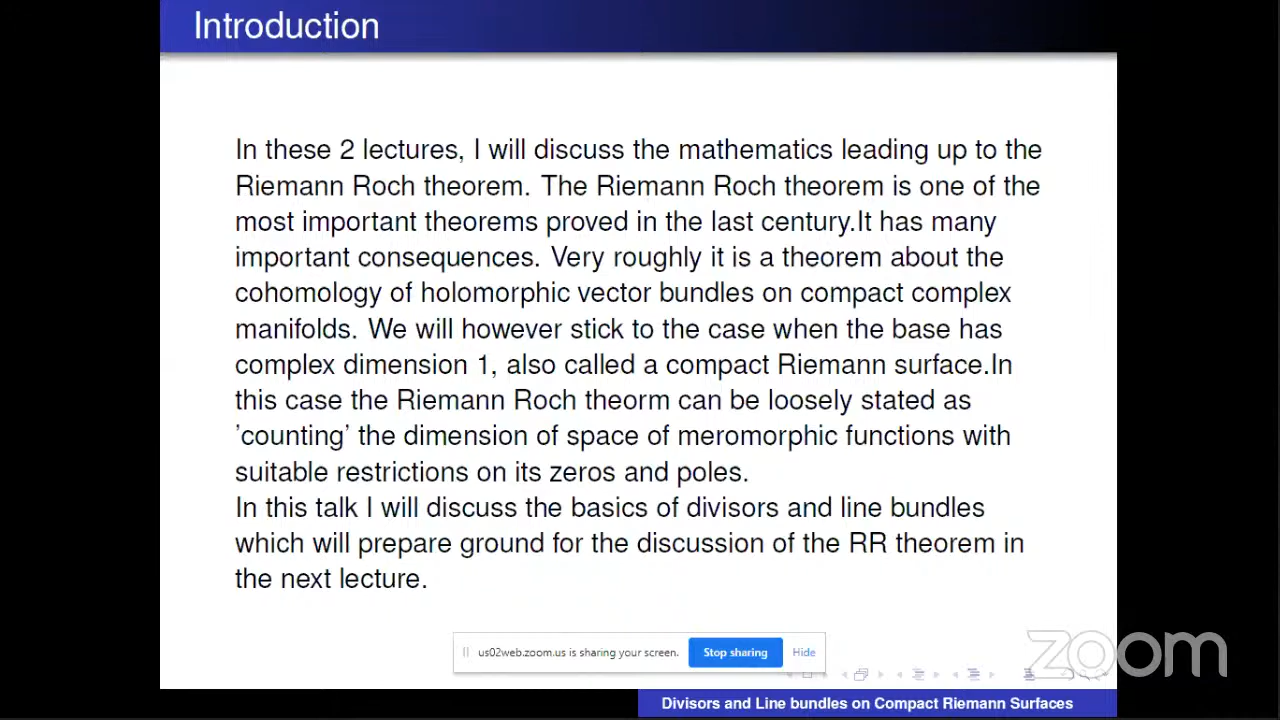 Introduction
In these 2 lectures, I will discuss the mathematics leading up to the
Riemann Roch theorem. The Riemann Roch theorem is one of the
most important theorems proved in the last century.It has many
important consequences. Very roughly it is a theorem about the
cohomology of holomorphic vector bundles on compact complex
manifolds. We will however stick to the case when the base has
complex dimension 1, also called a compact Riemann surface.In
this case the Riemann Roch theorm can be loosely stated as
'counting' the dimension of space of meromorphic functions with
suitable restrictions on its zeros and poles.
In this talk I will discuss the basics of divisors and line bundles
which will prepare ground for the discussion of the RR theorem in
the next lecture.
us02web.zoom.us is sharing your screen. Stop sharing Hide
zoom
Divisors and Line bundles on Compact Riemann Surfaces